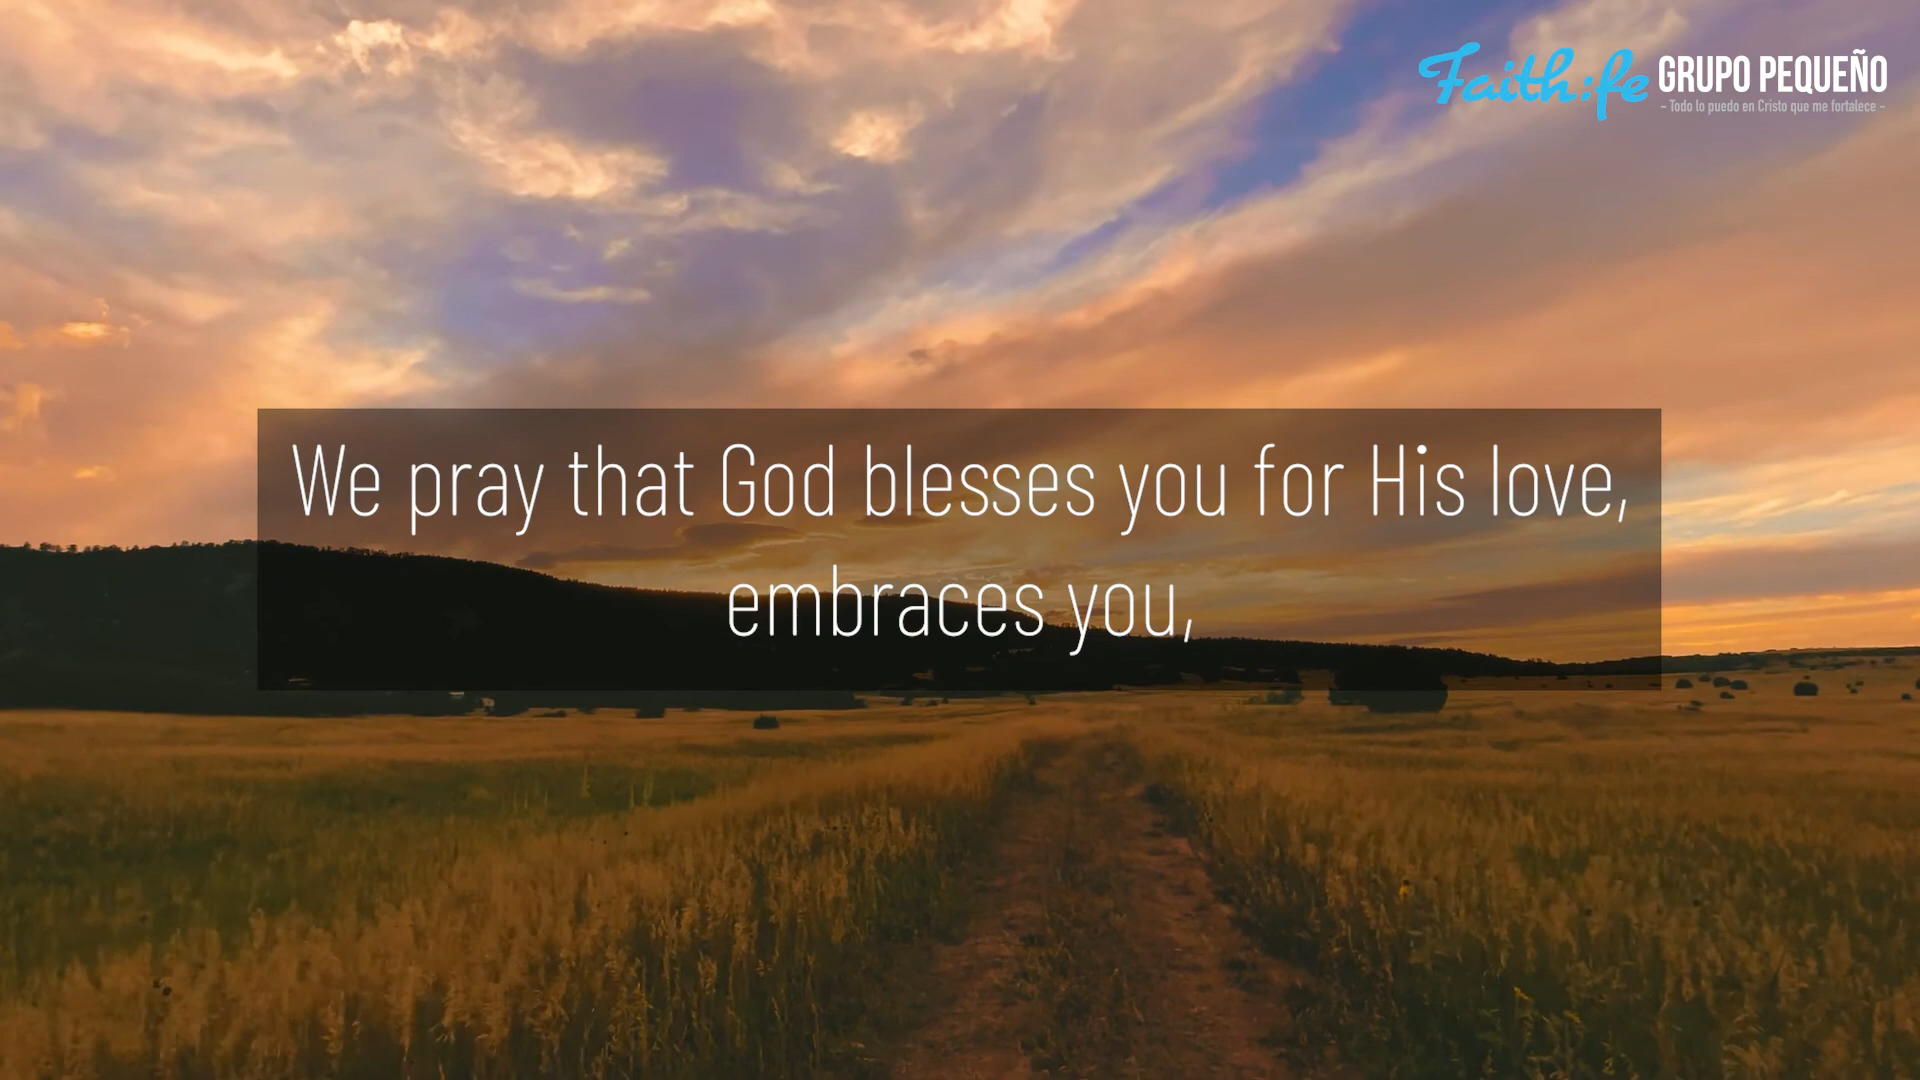 Faith:fe GRUPO PEQUEÑO
~ Todo lo puedo en Cristo que me fortalece ~
We pray that God blesses you for His love,
embraces you,